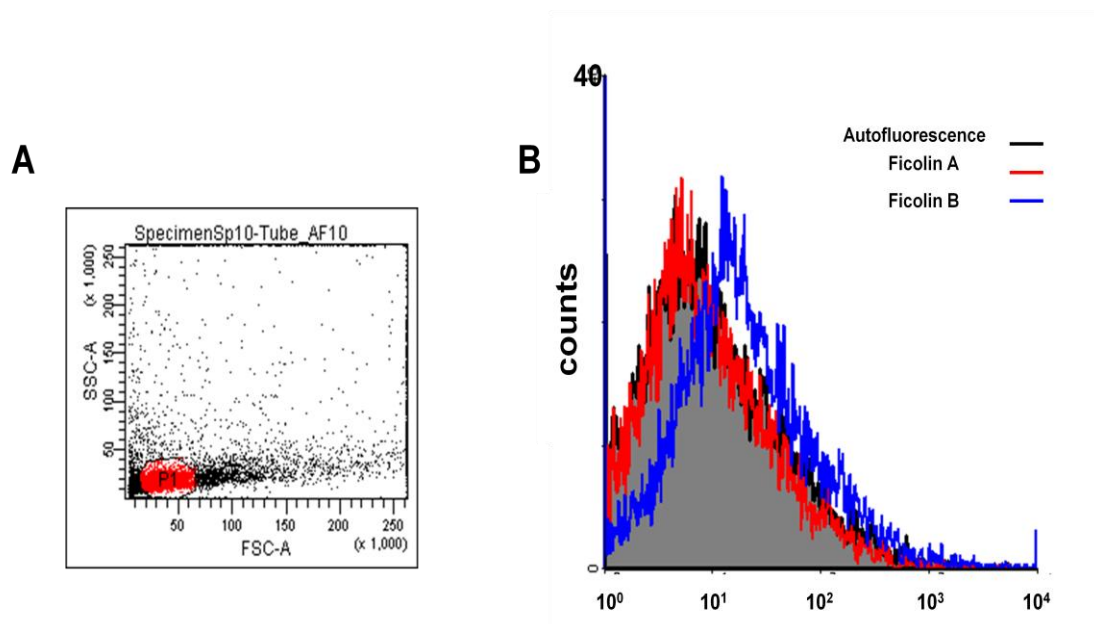 A
SpecimenSp10-Tube_AF10
(x 1,000)
250
200
150
100
50
SSC-A
P1
50 100 150 200 250
FSC-A
(x 1,000)
B
40
counts
0
Autofluorescence
Ficolin A
Ficolin B
10⁰ 10¹ 10² 10³ 10⁴